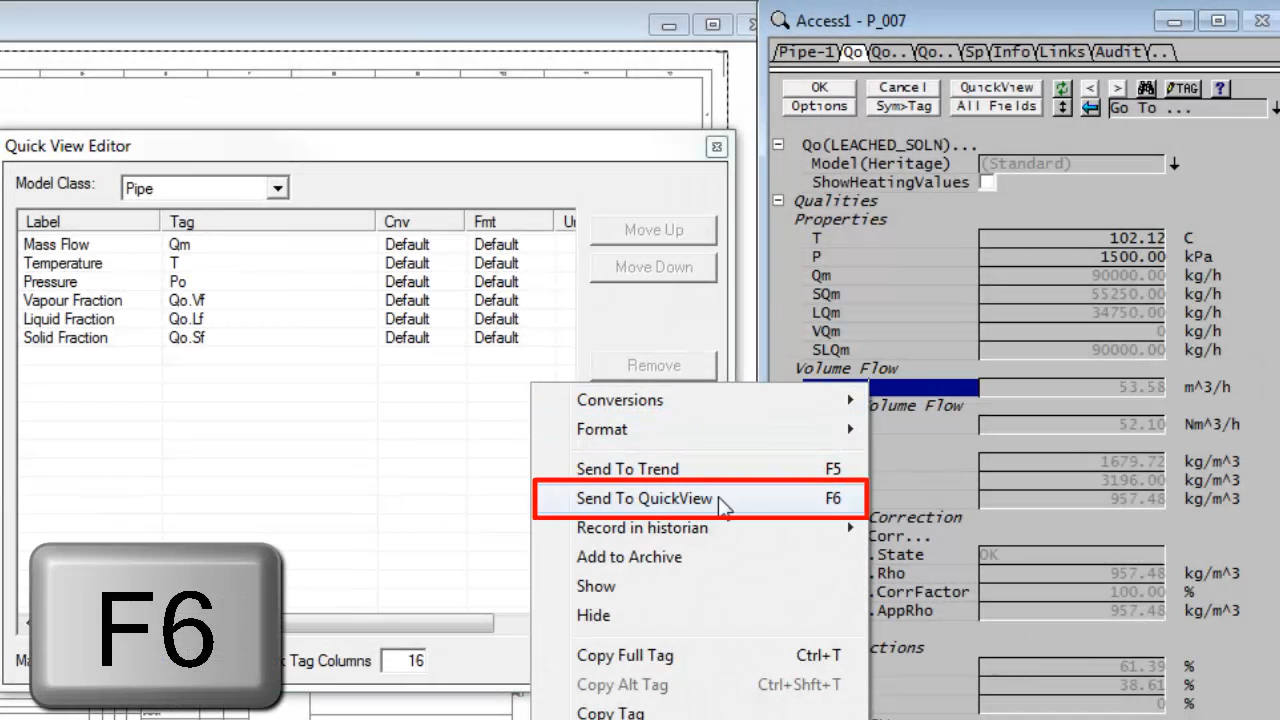 Access1 - P_007
Pipe-1 Qo Qo.. Qo.. Sp Info Links Audit ..
OK Cancel QuickView < > TAG ?
Options Sym>Tag All Fields Go To ...
Quick View Editor
Model Class: Pipe
Label Tag Cnv Fmt
Mass Flow Qm Default Default
Temperature T Default Default
Pressure Po Default Default
Vapour Fraction Qo.Vf Default Default
Liquid Fraction Qo.Lf Default Default
Solid Fraction Qo.Sf Default Default
Move Up
Move Down
Remove
Tag Columns 16
F6
Qo(LEACHED_SOLN)...
Model(Heritage) (Standard)
ShowHeatingValues
Qualities
Properties
T 102.12 C
P 1500.00 kPa
Qm 90000.00 kg/h
SQm 55250.00 kg/h
LQm 34750.00 kg/h
VQm 0 kg/h
SLQm 90000.00 kg/h
Volume Flow
53.58 m^3/h
olume Flow
52.10 Nm^3/h
1679.72 kg/m^3
3196.00 kg/m^3
957.48 kg/m^3
Correction
Corr...
.State OK
.Rho 957.48 kg/m^3
.CorrFactor 100.00 %
.AppRho 957.48 kg/m^3
ctions
61.39 %
38.61 %
0 %
Conversions
Format
Send To Trend F5
Send To QuickView F6
Record in historian
Add to Archive
Show
Hide
Copy Full Tag Ctrl+T
Copy Alt Tag Ctrl+Shft+T
Copy Tag